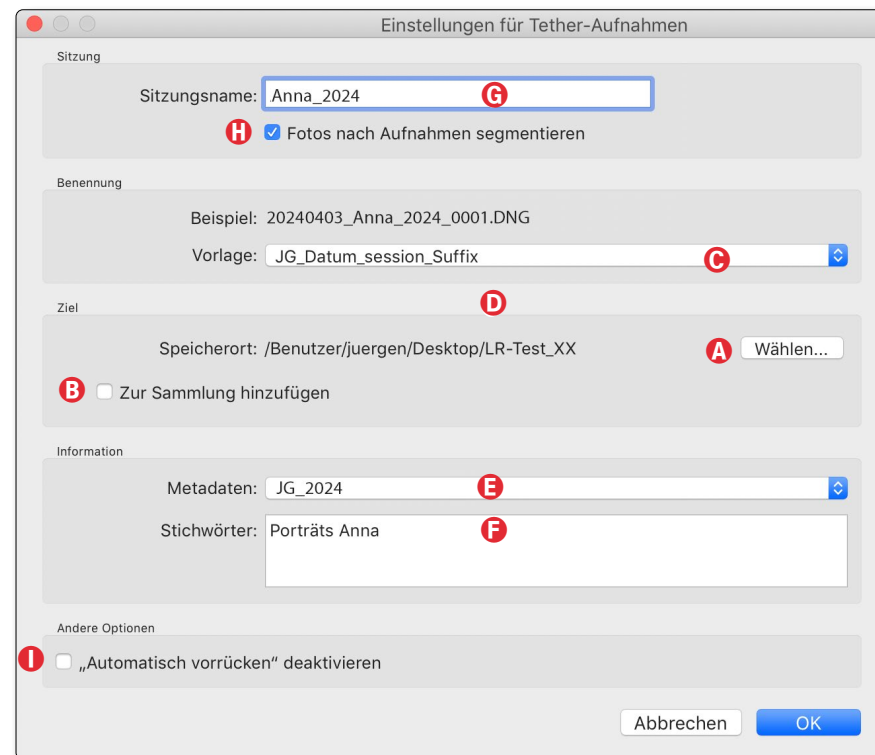 Einstellungen für Tether-Aufnahmen
Sitzung
Sitzungsname: Anna_2024 G
H Fotos nach Aufnahmen segmentieren
Benennung
Beispiel: 20240403_Anna_2024_0001.DNG
Vorlage: JG_Datum_session_Suffix C
D
Ziel
Speicherort: /Benutzer/juergen/Desktop/LR-Test_XX A Wählen...
B Zur Sammlung hinzufügen
Information
Metadaten: JG_2024 E
Stichwörter: Porträts Anna F
Andere Optionen
I „Automatisch vorrücken“ deaktivieren
Abbrechen OK